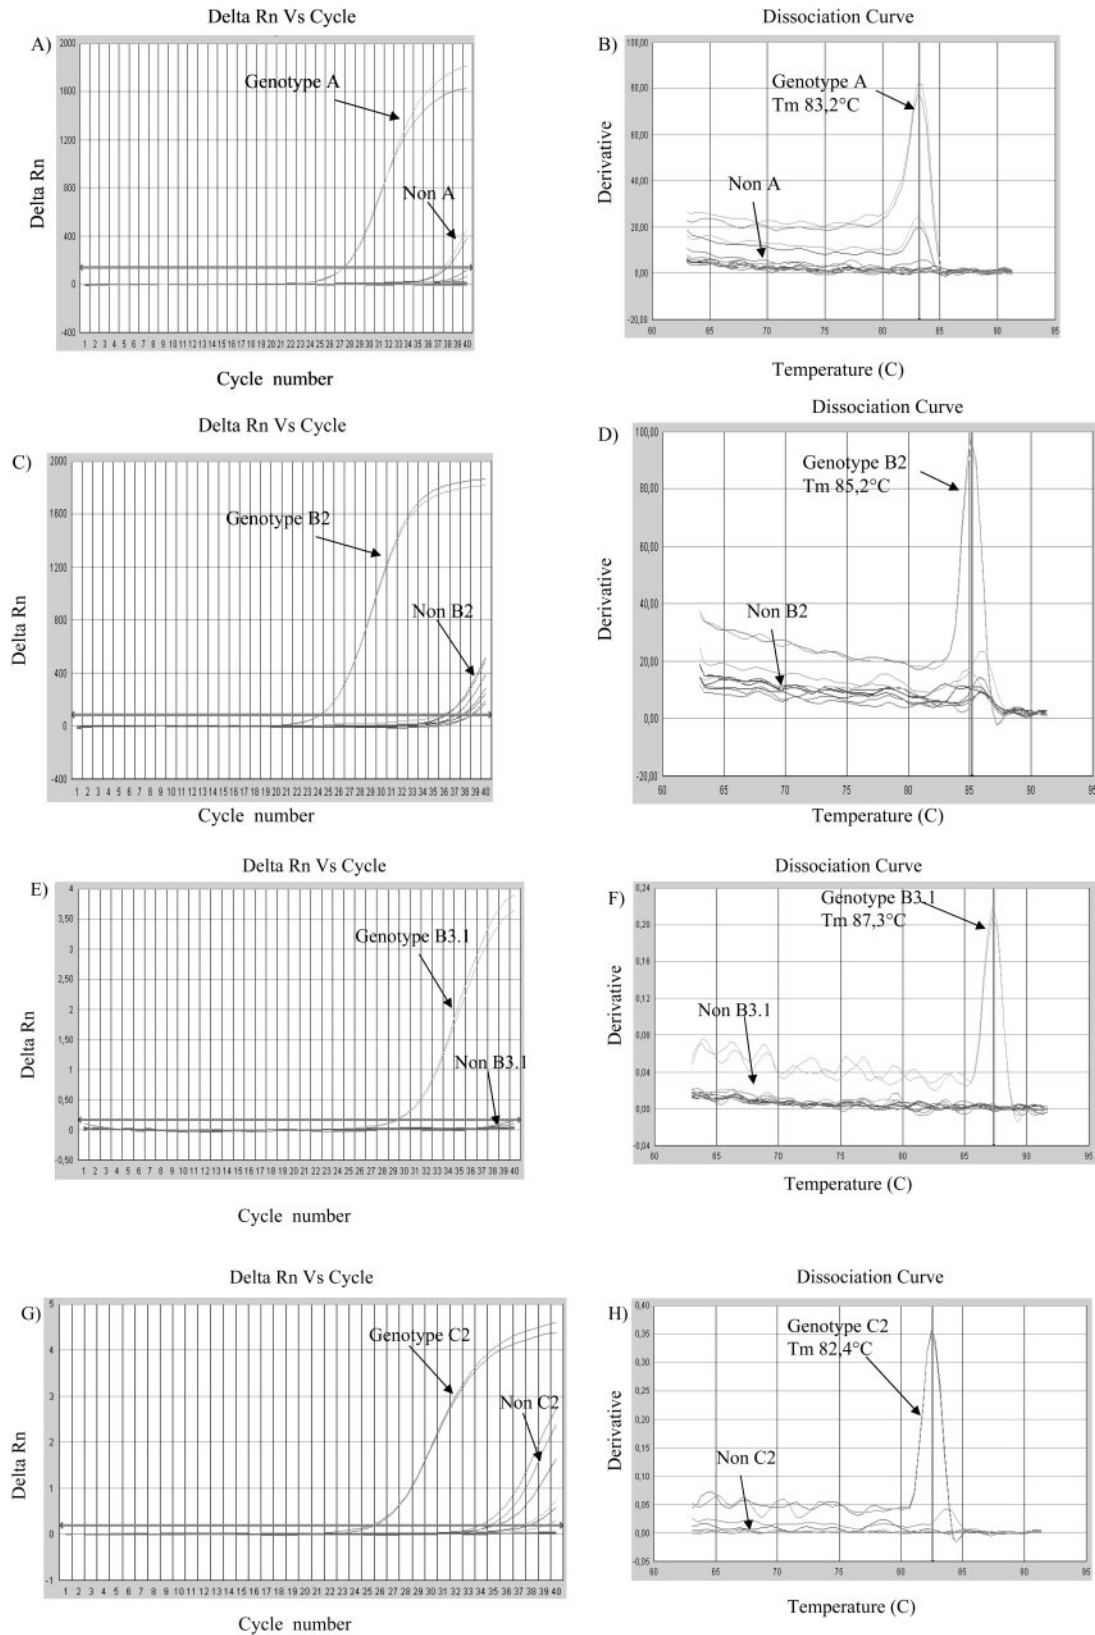 Delta Rn Vs Cycle
A)
2000
1600
1200
800
400
0
-400
Delta Rn
Genotype A
Non A
1 2 3 4 5 6 7 8 9 10 11 12 13 14 15 16 17 18 19 20 21 22 23 24 25 26 27 28 29 30 31 32 33 34 35 36 37 38 39 40
Cycle number
Dissociation Curve
B)
100,00
80,00
60,00
40,00
20,00
0,00
-20,00
Derivative
Genotype A
Tm 83,2°C
Non A
60 65 70 75 80 85 90 95
Temperature (C)
Delta Rn Vs Cycle
C)
2000
1600
1200
800
400
0
-400
Delta Rn
Genotype B2
Non B2
1 2 3 4 5 6 7 8 9 10 11 12 13 14 15 16 17 18 19 20 21 22 23 24 25 26 27 28 29 30 31 32 33 34 35 36 37 38 39 40
Cycle number
Dissociation Curve
D)
100,00
80,00
60,00
40,00
20,00
0,00
-20,00
Derivative
Genotype B2
Tm 85,2°C
Non B2
60 65 70 75 80 85 90 95
Temperature (C)
Delta Rn Vs Cycle
E)
4
3,50
3
2,50
2
1,50
1
0,50
0
-0,50
Delta Rn
Genotype B3.1
Non B3.1
1 2 3 4 5 6 7 8 9 10 11 12 13 14 15 16 17 18 19 20 21 22 23 24 25 26 27 28 29 30 31 32 33 34 35 36 37 38 39 40
Cycle number
Dissociation Curve
F)
0,24
0,20
0,16
0,12
0,08
0,04
0,00
-0,04
Derivative
Genotype B3.1
Tm 87,3°C
Non B3.1
60 65 70 75 80 85 90 95
Temperature (C)
Delta Rn Vs Cycle
G)
5
4
3
2
1
0
-1
Delta Rn
Genotype C2
Non C2
1 2 3 4 5 6 7 8 9 10 11 12 13 14 15 16 17 18 19 20 21 22 23 24 25 26 27 28 29 30 31 32 33 34 35 36 37 38 39 40
Cycle number
Dissociation Curve
H)
0,40
0,35
0,30
0,25
0,20
0,15
0,10
0,05
0,00
-0,05
Derivative
Genotype C2
Tm 82,4°C
Non C2
60 65 70 75 80 85 90 95
Temperature (C)